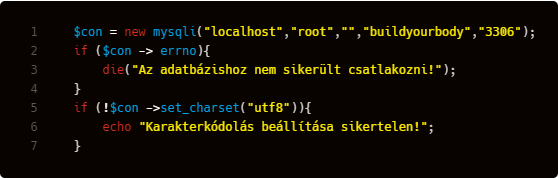 1 $con = new mysqli("localhost","root","","buildyourbody","3306");
2 if ($con -> errno){
3 die("Az adatbázishoz nem sikerült csatlakozni!");
4 }
5 if (!$con ->set_charset("utf8")){
6 echo "Karakterkódolás beállítása sikertelen!";
7 }